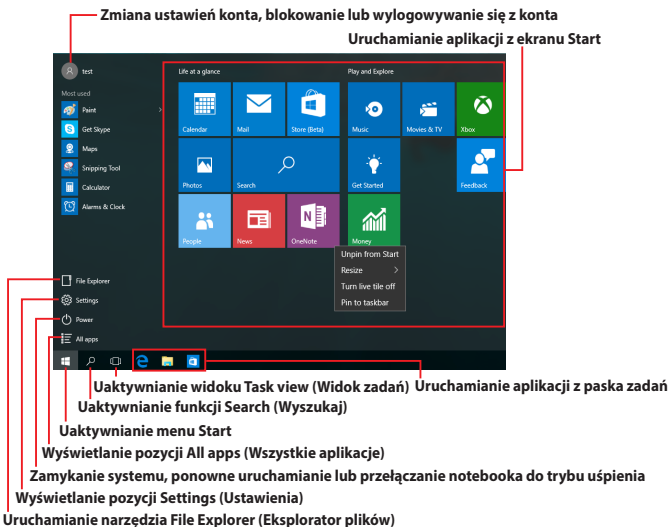 Zmiana ustawień konta, blokowanie lub wylogowywanie się z konta
Uruchamianie aplikacji z ekranu Start
test
Life at a glance
Play and Explore
Most used
Paint
Get Skype
Maps
Snipping Tool
Calculator
Alarms & Clock
Calendar
Mail
Store (Beta)
Music
Movies & TV
Xbox
Photos
Search
Get Started
Feedback
People
News
OneNote
Money
Unpin from Start
Resize
Turn live tile off
Pin to taskbar
File Explorer
Settings
Power
All apps
Uaktywnianie widoku Task view (Widok zadań)
Uruchamianie aplikacji z paska zadań
Uaktywnianie funkcji Search (Wyszukaj)
Uaktywnianie menu Start
Wyświetlanie pozycji All apps (Wszystkie aplikacje)
Zamykanie systemu, ponowne uruchamianie lub przełączanie notebooka do trybu uśpienia
Wyświetlanie pozycji Settings (Ustawienia)
Uruchamianie narzędzia File Explorer (Eksplorator plików)